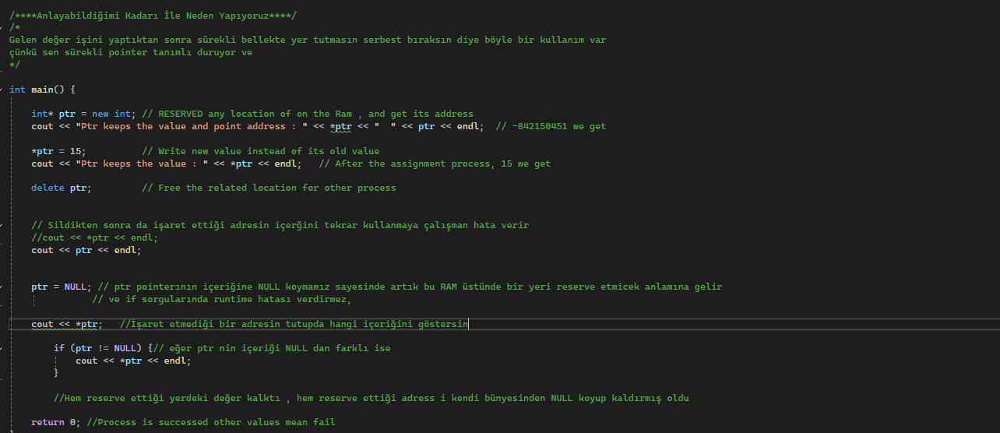 /****Anlayabildiğimi Kadarı İle Neden Yapıyoruz****/
/*
Gelen değer işini yaptıktan sonra sürekli bellekte yer tutmasın serbest bıraksın diye böyle bir kullanım var
çünkü sen sürekli pointer tanımlı duruyor ve
*/
int main() {
int* ptr = new int; // RESERVED any location of on the Ram , and get its address
cout << "Ptr keeps the value and point address : " << *ptr << "  " << ptr << endl;  // -842150451 we get
*ptr = 15;          // Write new value instead of its old value
cout << "Ptr keeps the value : " << *ptr << endl;   // After the assignment process, 15 we get
delete ptr;         // Free the related location for other process
// Sildikten sonra da işaret ettiği adresin içerğini tekrar kullanmaya çalışman hata verir
//cout << *ptr << endl;
cout << ptr << endl;
ptr = NULL; // ptr pointerının içeriğine NULL koymamız sayesinde artık bu RAM üstünde bir yeri reserve etmicek anlamına gelir
// ve if sorgularında runtime hatası verdirmez,
cout << *ptr;   //İşaret etmediği bir adresin tutupda hangi içeriğini göstersin
if (ptr != NULL) {// eğer ptr nin içeriği NULL dan farklı ise
cout << *ptr << endl;
}
//Hem reserve ettiği yerdeki değer kalktı , hem reserve ettiği adress i kendi bünyesinden NULL koyup kaldırmış oldu
return 0; //Process is successed other values mean fail